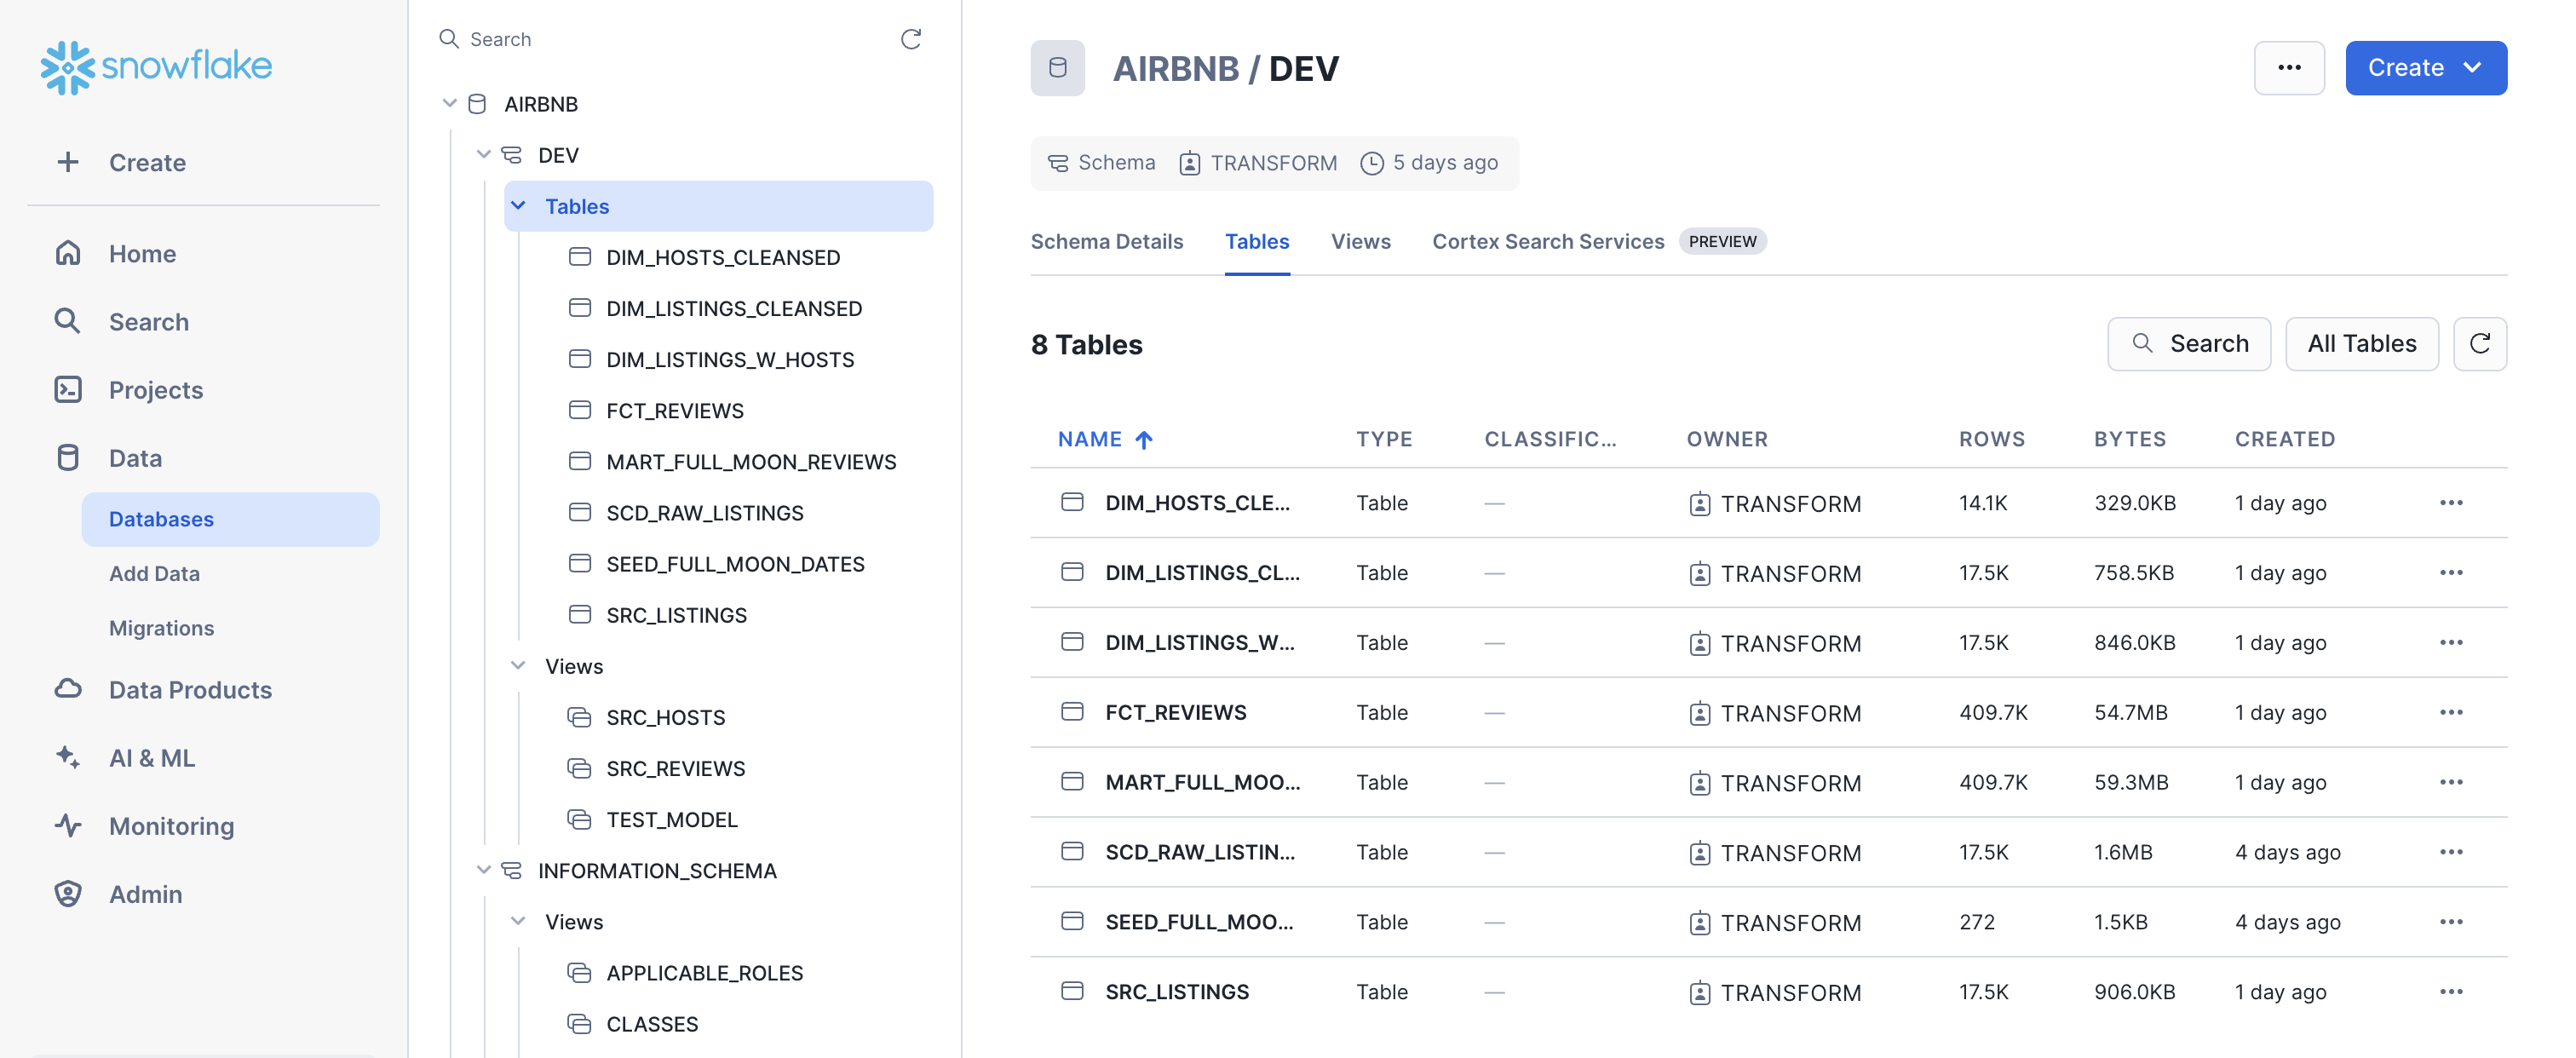 snowflake
Create
Home
Search
Projects
Data
Databases
Add Data
Migrations
Data Products
AI & ML
Monitoring
Admin
Search
AIRBNB
DEV
Tables
DIM_HOSTS_CLEANSED
DIM_LISTINGS_CLEANSED
DIM_LISTINGS_W_HOSTS
FCT_REVIEWS
MART_FULL_MOON_REVIEWS
SCD_RAW_LISTINGS
SEED_FULL_MOON_DATES
SRC_LISTINGS
Views
SRC_HOSTS
SRC_REVIEWS
TEST_MODEL
INFORMATION_SCHEMA
Views
APPLICABLE_ROLES
CLASSES
AIRBNB / DEV
Create
Schema TRANSFORM 5 days ago
Schema Details Tables Views Cortex Search Services PREVIEW
8 Tables
Search All Tables
NAME TYPE CLASSIFIC... OWNER ROWS BYTES CREATED
DIM_HOSTS_CLE... Table — TRANSFORM 14.1K 329.0KB 1 day ago
DIM_LISTINGS_CL... Table — TRANSFORM 17.5K 758.5KB 1 day ago
DIM_LISTINGS_W... Table — TRANSFORM 17.5K 846.0KB 1 day ago
FCT_REVIEWS Table — TRANSFORM 409.7K 54.7MB 1 day ago
MART_FULL_MOO... Table — TRANSFORM 409.7K 59.3MB 1 day ago
SCD_RAW_LISTIN... Table — TRANSFORM 17.5K 1.6MB 4 days ago
SEED_FULL_MOO... Table — TRANSFORM 272 1.5KB 4 days ago
SRC_LISTINGS Table — TRANSFORM 17.5K 906.0KB 1 day ago